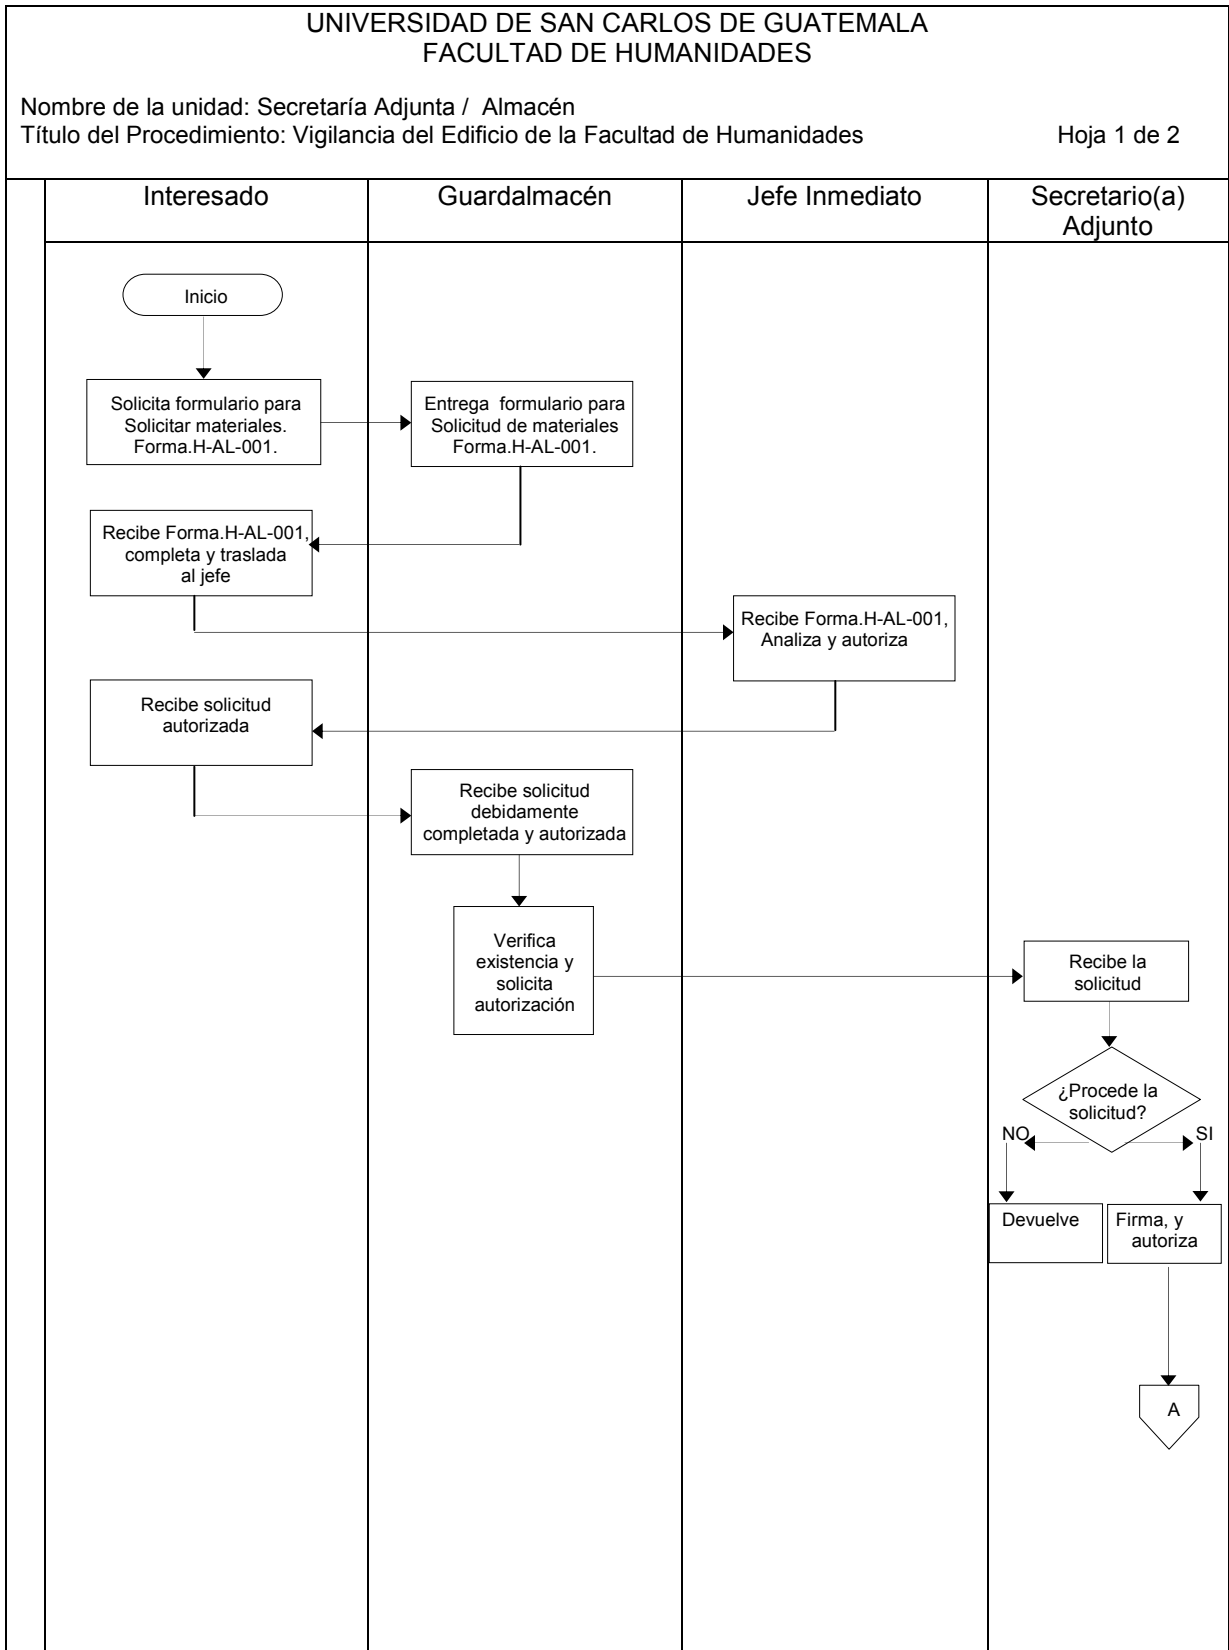 UNIVERSIDAD DE SAN CARLOS DE GUATEMALA
FACULTAD DE HUMANIDADES
Nombre de la unidad: Secretaría Adjunta / Almacén
Título del Procedimiento: Vigilancia del Edificio de la Facultad de Humanidades Hoja 1 de 2
Interesado
Guardalmacén
Jefe Inmediato
Secretario(a)
Adjunto
Inicio
Solicita formulario para
Solicitar materiales.
Forma.H-AL-001.
Entrega formulario para
Solicitud de materiales
Forma.H-AL-001.
Recibe Forma.H-AL-001,
completa y traslada
al jefe
Recibe Forma.H-AL-001,
Analiza y autoriza
Recibe solicitud
autorizada
Recibe solicitud
debidamente
completada y autorizada
Verifica
existencia y
solicita
autorización
Recibe la
solicitud
¿Procede la
solicitud?
NO
SI
Devuelve
Firma, y
autoriza
A